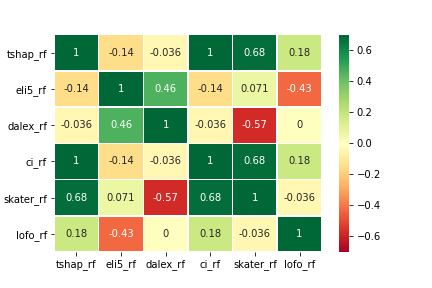 tshap_rf 1 -0.14 -0.036 1 0.68 0.18
eli5_rf -0.14 1 0.46 -0.14 0.071 -0.43
dalex_rf -0.036 0.46 1 -0.036 -0.57 0
ci_rf 1 -0.14 -0.036 1 0.68 0.18
skater_rf 0.68 0.071 -0.57 0.68 1 -0.036
lofo_rf 0.18 -0.43 0 0.18 -0.036 1
tshap_rf eli5_rf dalex_rf ci_rf skater_rf lofo_rf
0.6
0.4
0.2
0.0
−0.2
−0.4
−0.6